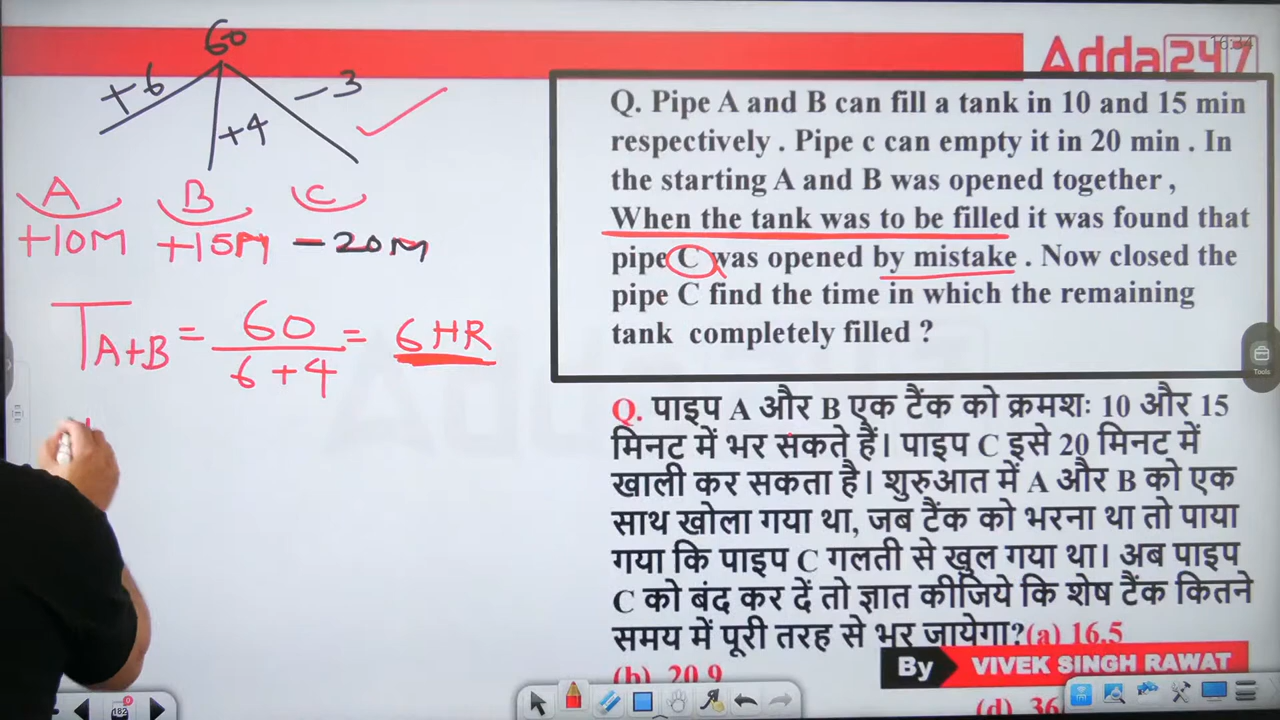 60
+6
+4
-3
A B C
+10M +15M -20M
T A+B = 60 / 6+4 = 6 HR
Adda247
Q. Pipe A and B can fill a tank in 10 and 15 min
respectively . Pipe c can empty it in 20 min . In
the starting A and B was opened together ,
When the tank was to be filled it was found that
pipe C was opened by mistake . Now closed the
pipe C find the time in which the remaining
tank completely filled ?
Q. पाइप A और B एक टैंक को क्रमशः 10 और 15
मिनट में भर सकते हैं। पाइप C इसे 20 मिनट में
खाली कर सकता है। शुरुआत में A और B को एक
साथ खोला गया था, जब टैंक को भरना था तो पाया
गया कि पाइप C गलती से खुल गया था। अब पाइप
C को बंद कर दें तो ज्ञात कीजिये कि शेष टैंक कितने
समय में पूरी तरह से भर जायेगा?(a) 16.5
(b) 20.9
(d) 36
By VIVEK SINGH RAWAT
Tools
182